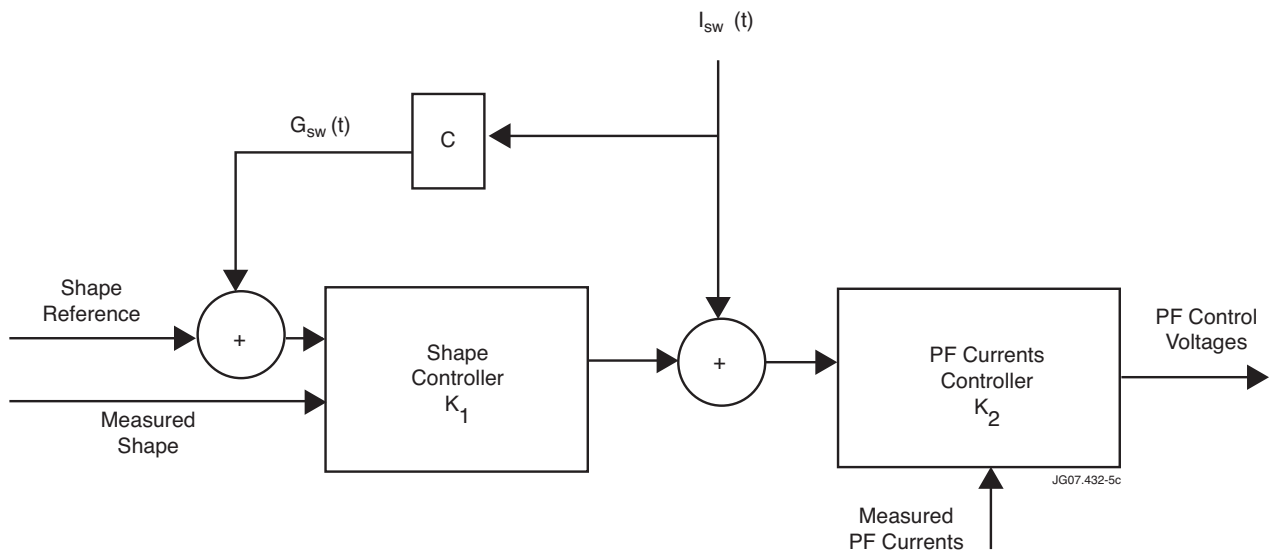 I_sw (t)
G_sw (t)
C
Shape
Reference
+
Shape
Controller
K_1
+
PF Currents
Controller
K_2
PF Control
Voltages
Measured
Shape
JG07.432-5c
Measured
PF Currents